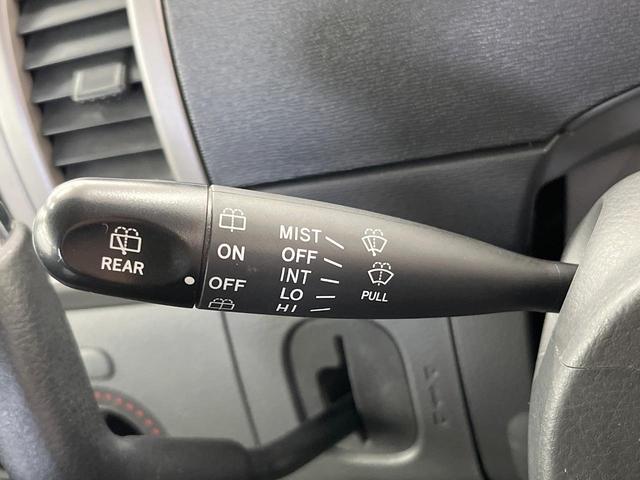 REAR
ON
OFF
MIST
OFF
INT
LO
HI
PULL